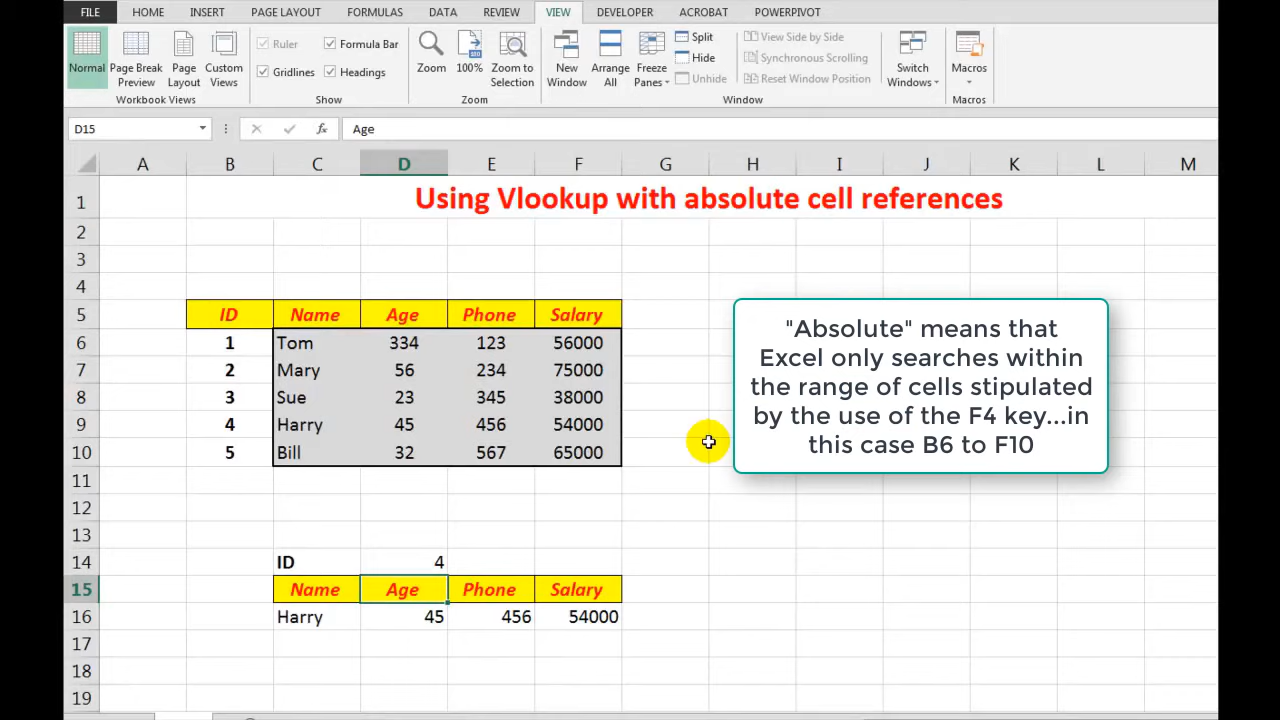 FILE HOME INSERT PAGE LAYOUT FORMULAS DATA REVIEW VIEW DEVELOPER ACROBAT POWERPIVOT
Normal
Page Break
Preview
Page
Layout
Custom
Views
Workbook Views
Ruler
Formula Bar
Gridlines
Headings
Show
Zoom
100%
Zoom to
Selection
Zoom
New
Window
Arrange
All
Freeze
Panes
Split
Hide
Unhide
View Side by Side
Synchronous Scrolling
Reset Window Position
Window
Switch
Windows
Macros
Macros
D15 fx Age
A B C D E F G H I J K L M
1 Using Vlookup with absolute cell references
2
3
4
5 ID Name Age Phone Salary
6 1 Tom 334 123 56000
7 2 Mary 56 234 75000
8 3 Sue 23 345 38000
9 4 Harry 45 456 54000
10 5 Bill 32 567 65000
"Absolute" means that
Excel only searches within
the range of cells stipulated
by the use of the F4 key...in
this case B6 to F10
11
12
13
14 ID 4
15 Name Age Phone Salary
16 Harry 45 456 54000
17
18
19